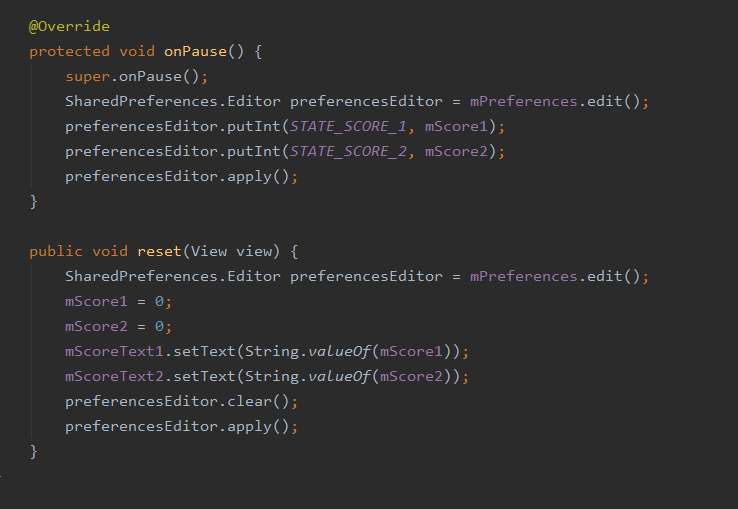 @Override
protected void onPause() {
    super.onPause();
    SharedPreferences.Editor preferencesEditor = mPreferences.edit();
    preferencesEditor.putInt(STATE_SCORE_1, mScore1);
    preferencesEditor.putInt(STATE_SCORE_2, mScore2);
    preferencesEditor.apply();
}

public void reset(View view) {
    SharedPreferences.Editor preferencesEditor = mPreferences.edit();
    mScore1 = 0;
    mScore2 = 0;
    mScoreText1.setText(String.valueOf(mScore1));
    mScoreText2.setText(String.valueOf(mScore2));
    preferencesEditor.clear();
    preferencesEditor.apply();
}